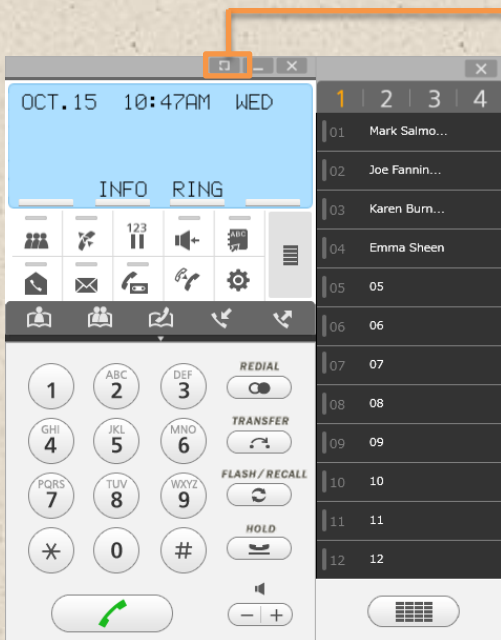 OCT.15 10:47AM WED
INFO RING
123
ABC
1
ABC
2
DEF
3
REDIAL
GHI
4
JKL
5
MNO
6
TRANSFER
PQRS
7
TUV
8
WXYZ
9
FLASH/RECALL
*
0
#
HOLD
- +
1 2 3 4
01 Mark Salmo...
02 Joe Fannin...
03 Karen Burn...
04 Emma Sheen
05 05
06 06
07 07
08 08
09 09
10 10
11 11
12 12